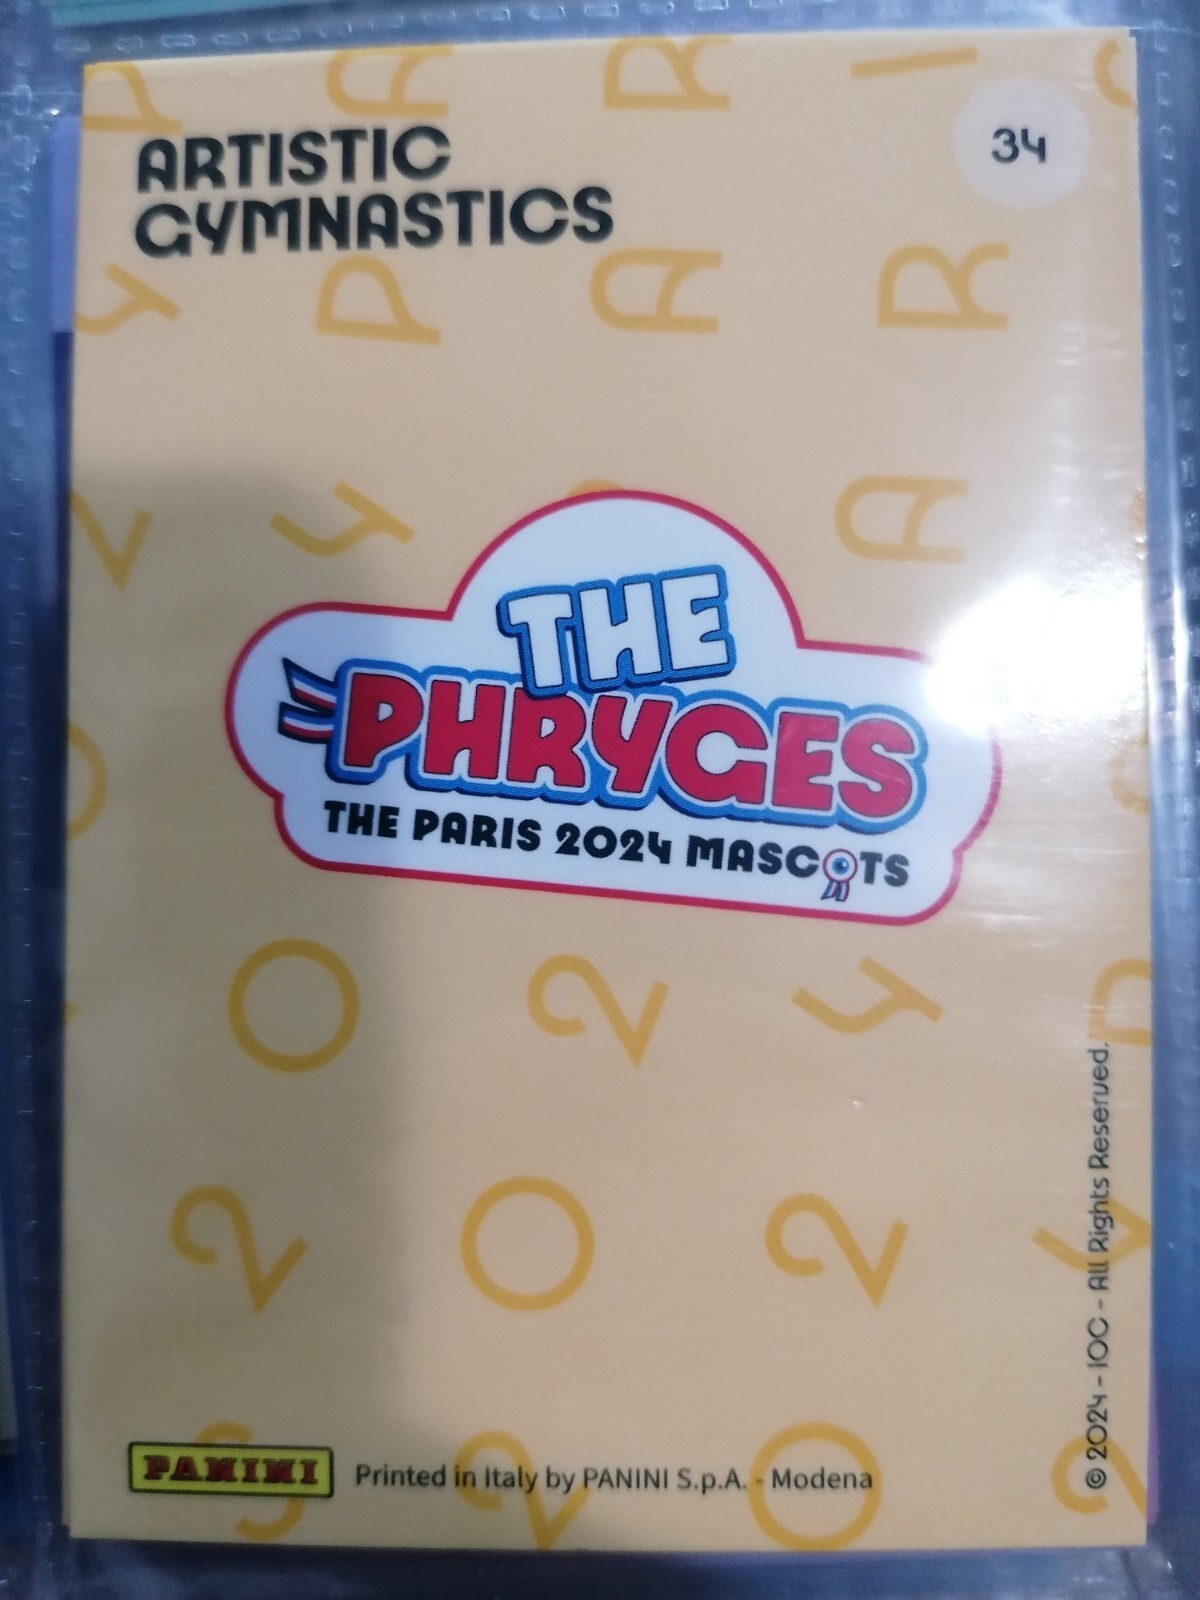 ARTISTIC
GYMNASTICS
34
THE
PHRYGES
THE PARIS 2024 MASCOTS
© 2024 - IOC - All Rights Reserved.
PANINI
Printed in Italy by PANINI S.p.A. - Modena